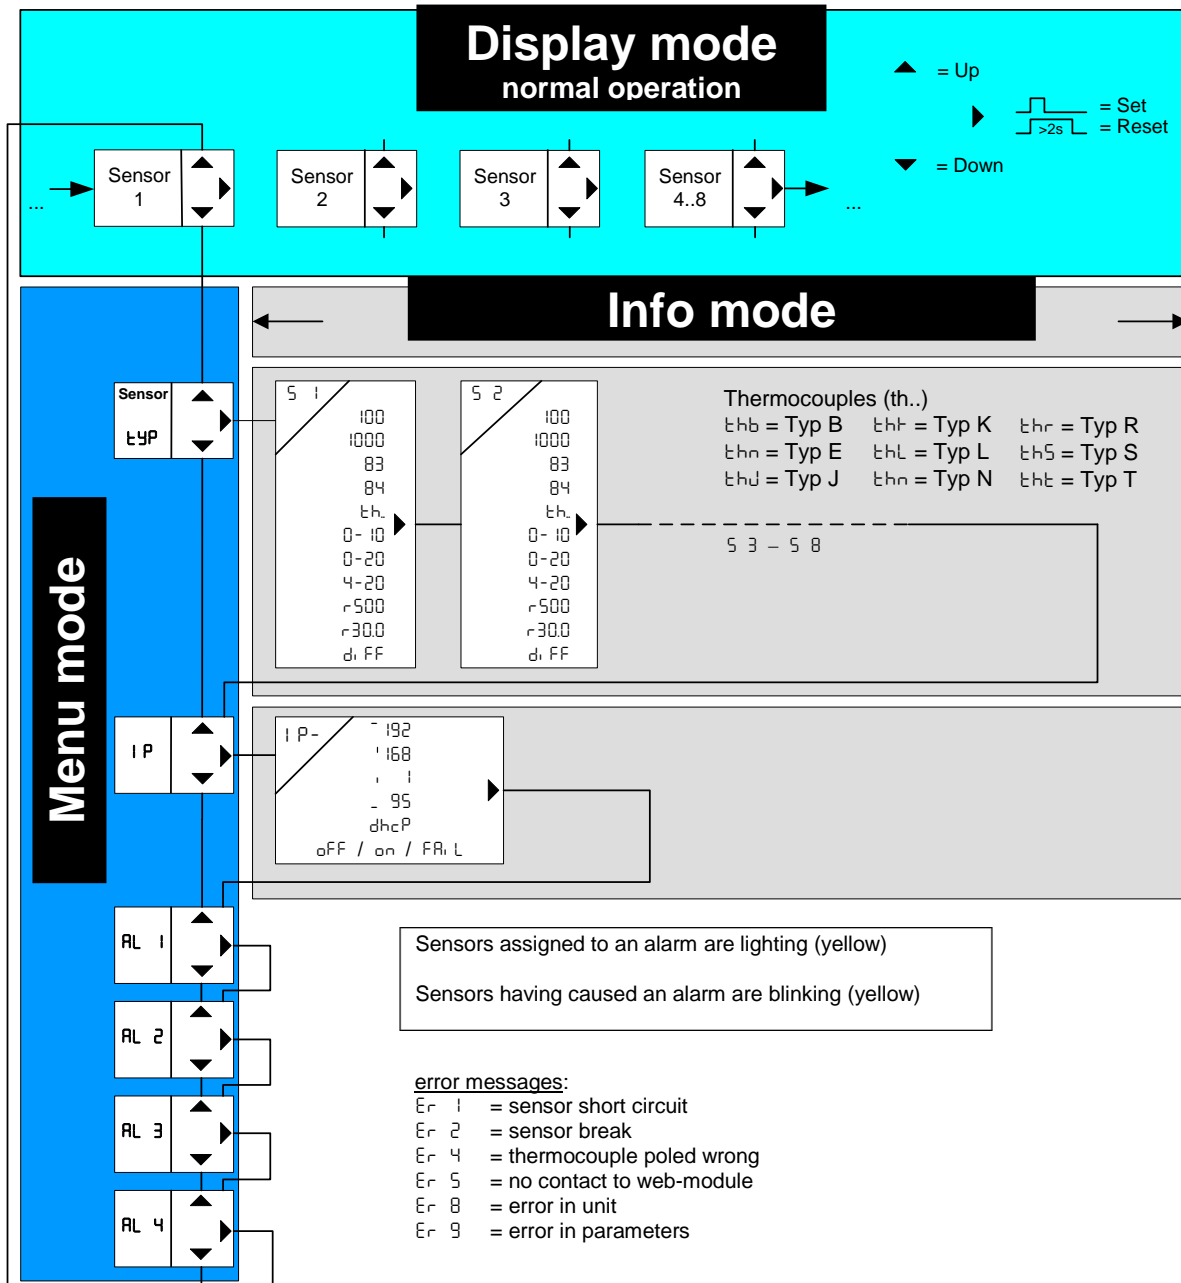 Display mode
normal operation
= Up
= Set
>2s = Reset
= Down
... Sensor 1
Sensor 2
Sensor 3
Sensor 4..8 ...
Info mode
Menu mode
Sensor
tYP
S 1
100
1000
83
84
th_
0-10
0-20
4-20
r500
r30.0
diFF
S 2
100
1000
83
84
th_
0-10
0-20
4-20
r500
r30.0
diFF
Thermocouples (th..)
thb = Typ B thk = Typ K thr = Typ R
thn = Typ E thL = Typ L thS = Typ S
thJ = Typ J thn = Typ N tht = Typ T
S 3 – S 8
IP
IP-
¯ 192
' 168
, 1
_ 95
dhcP
oFF / on / FAiL
AL 1
AL 2
AL 3
AL 4
Sensors assigned to an alarm are lighting (yellow)
Sensors having caused an alarm are blinking (yellow)
error messages:
Er 1 = sensor short circuit
Er 2 = sensor break
Er 4 = thermocouple poled wrong
Er 5 = no contact to web-module
Er 8 = error in unit
Er 9 = error in parameters